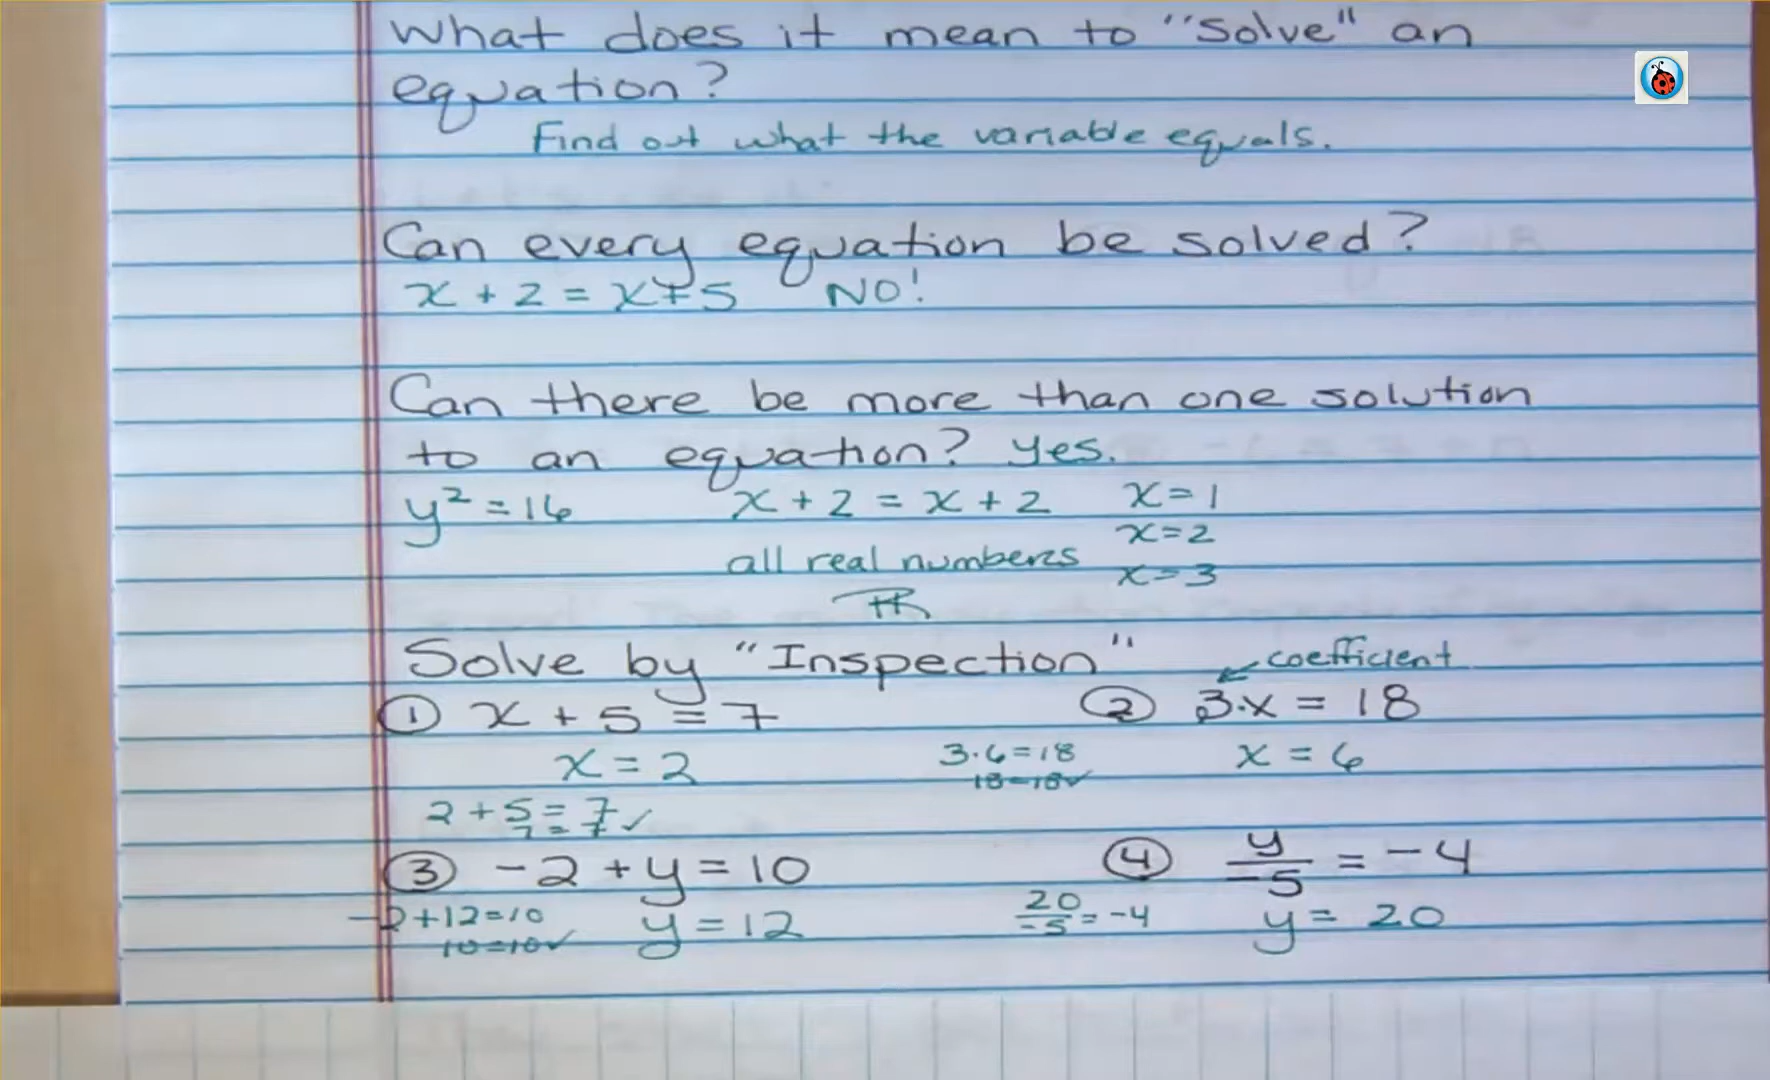 What does it mean to "solve" an
equation?
Find out what the variable equals.
Can every equation be solved?
x + 2 = x + 5 NO!
Can there be more than one solution
to an equation? yes.
y² = 16 x + 2 = x + 2 x = 1
x = 2
all real numbers x = 3
ℝ
Solve by "Inspection" coefficient
① x + 5 = 7 ② 3·x = 18
x = 2 3·6 = 18 x = 6
18 = 18 ✓
2 + 5 = 7
7 = 7 ✓
③ -2 + y = 10 ④ y/-5 = -4
-2 + 12 = 10 y = 12 20/-5 = -4 y = 20
10 = 10 ✓